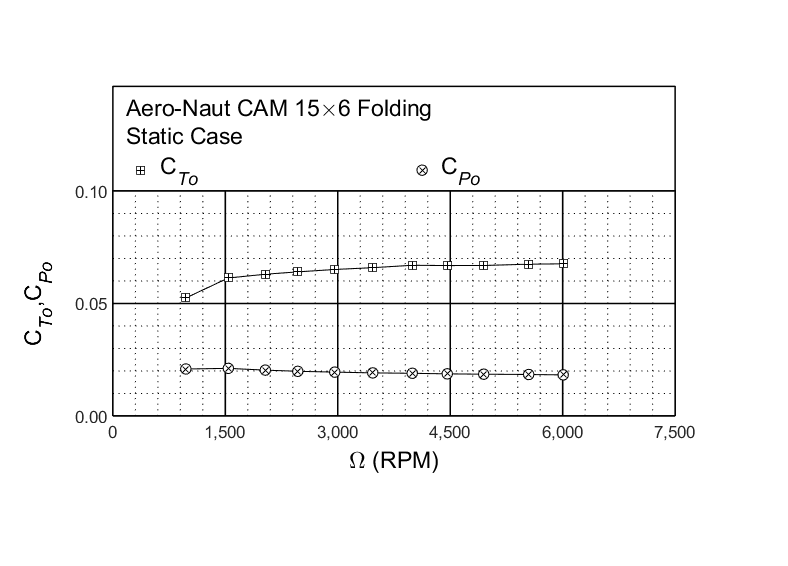 Aero-Naut CAM 15×6 Folding
Static Case
C_To C_Po
0.10
0.05
0.00
C_To,C_Po
0 1,500 3,000 4,500 6,000 7,500
Ω (RPM)